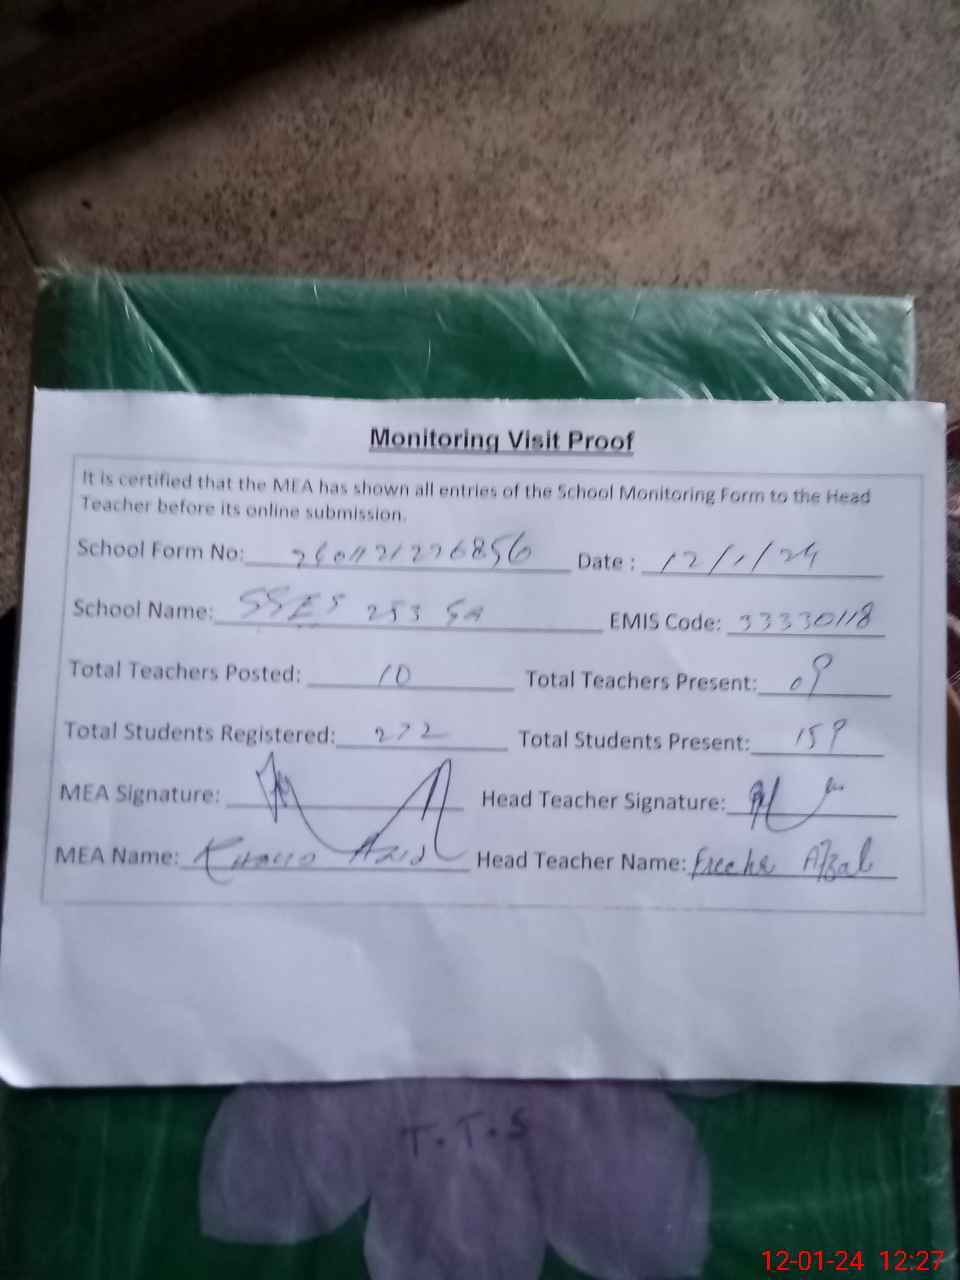 Monitoring Visit Proof
It is certified that the MEA has shown all entries of the School Monitoring Form to the Head
Teacher before its online submission.
School Form No: Date : 12/1/24
School Name: SSES 253 EMIS Code: 33330118
Total Teachers Posted: 10 Total Teachers Present: 09
Total Students Registered: 272 Total Students Present: 159
MEA Signature: Head Teacher Signature:
MEA Name: Head Teacher Name: Afzal
T.T.S
12-01-24 12:27